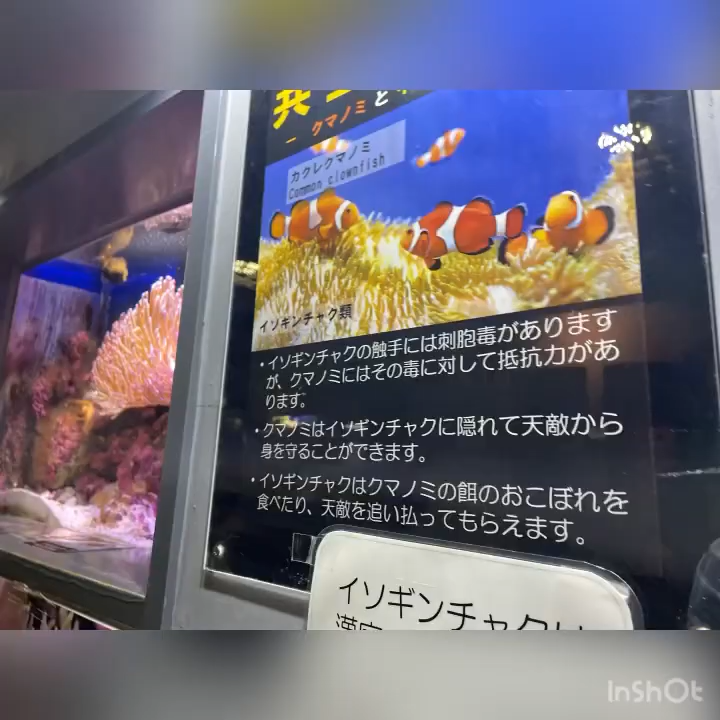 共生
ー クマノミと
カクレクマノミ
Common clownfish
イソギンチャク類
・イソギンチャクの触手には刺胞毒があります
が、クマノミにはその毒に対して抵抗力があ
ります。
・クマノミはイソギンチャクに隠れて天敵から
身を守ることができます。
・イソギンチャクはクマノミの餌のおこぼれを
食べたり、天敵を追い払ってもらえます。
イソギンチャクは
InShOt